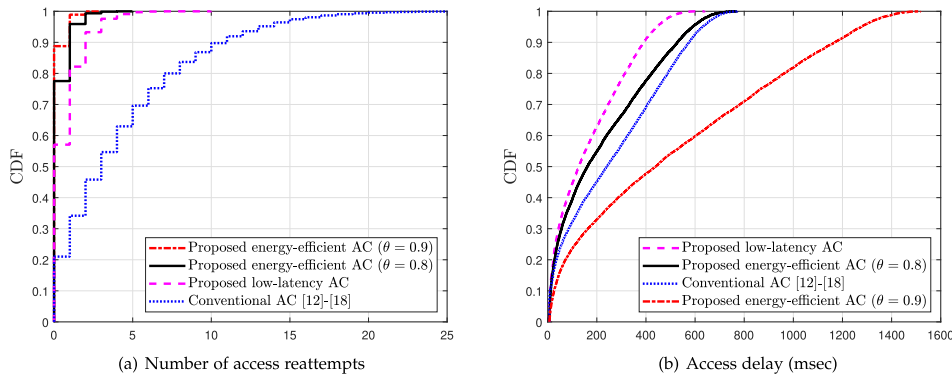 1
0.9
0.8
0.7
0.6
0.5
0.4
0.3
0.2
0.1
0
CDF
0 5 10 15 20 25
Proposed energy-efficient AC (θ = 0.9)
Proposed energy-efficient AC (θ = 0.8)
Proposed low-latency AC
Conventional AC [12]-[18]
(a) Number of access reattempts
1
0.9
0.8
0.7
0.6
0.5
0.4
0.3
0.2
0.1
0
CDF
0 200 400 600 800 1000 1200 1400 1600
Proposed low-latency AC
Proposed energy-efficient AC (θ = 0.8)
Conventional AC [12]-[18]
Proposed energy-efficient AC (θ = 0.9)
(b) Access delay (msec)